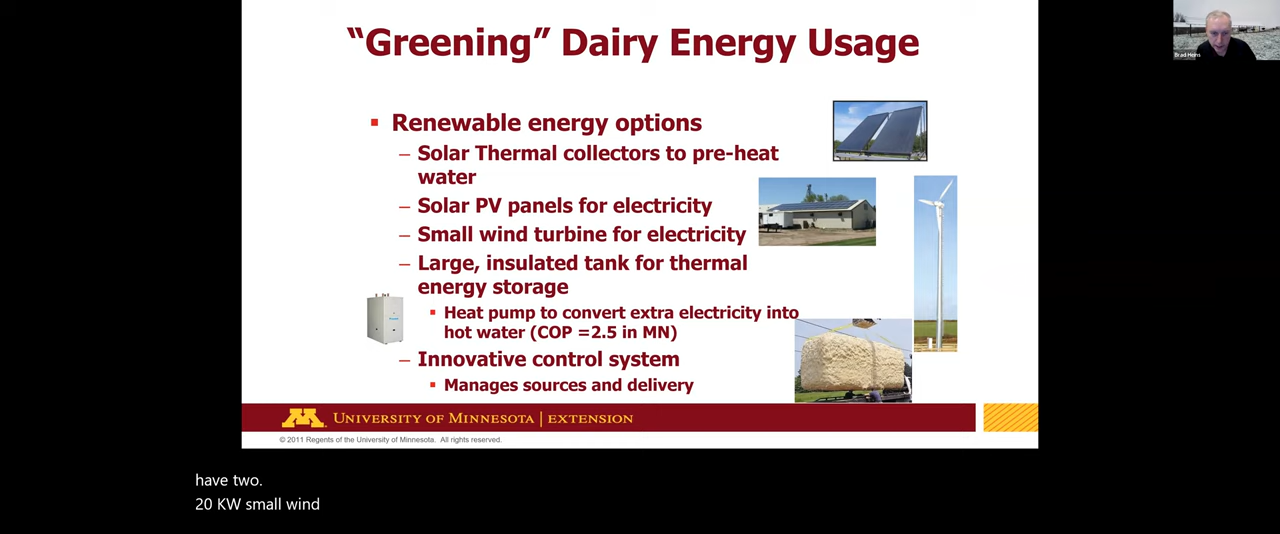 “Greening” Dairy Energy Usage
Brad Heins
▪ Renewable energy options
– Solar Thermal collectors to pre-heat
water
– Solar PV panels for electricity
– Small wind turbine for electricity
– Large, insulated tank for thermal
energy storage
▪ Heat pump to convert extra electricity into
hot water (COP =2.5 in MN)
– Innovative control system
▪ Manages sources and delivery
M UNIVERSITY OF MINNESOTA | EXTENSION
© 2011 Regents of the University of Minnesota. All rights reserved.
have two.
20 KW small wind